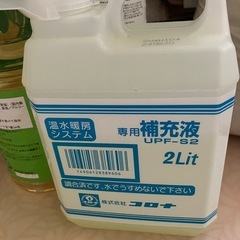 温水暖房
システム
専用補充液
UPF-S2
2Lit
調合済です、水でうすめないで下さい
株式会社 コロナ